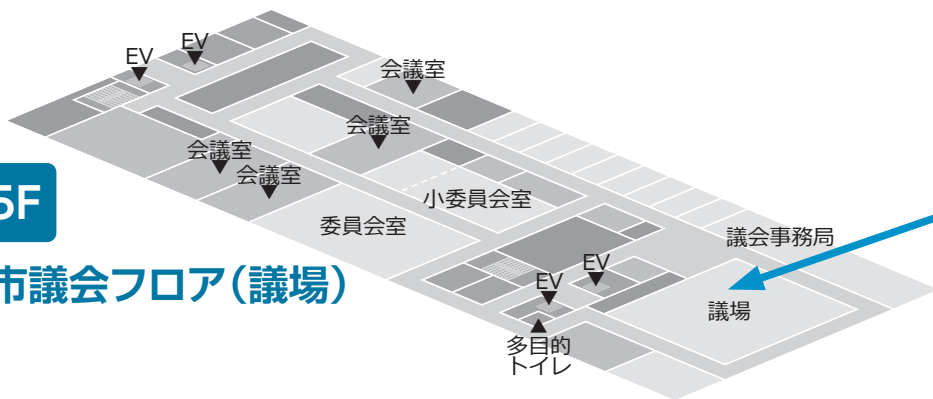 EV
EV
会議室
会議室
会議室
会議室
小委員会室
委員会室
5F
市議会フロア(議場)
議会事務局
EV
EV
議場
多目的
トイレ